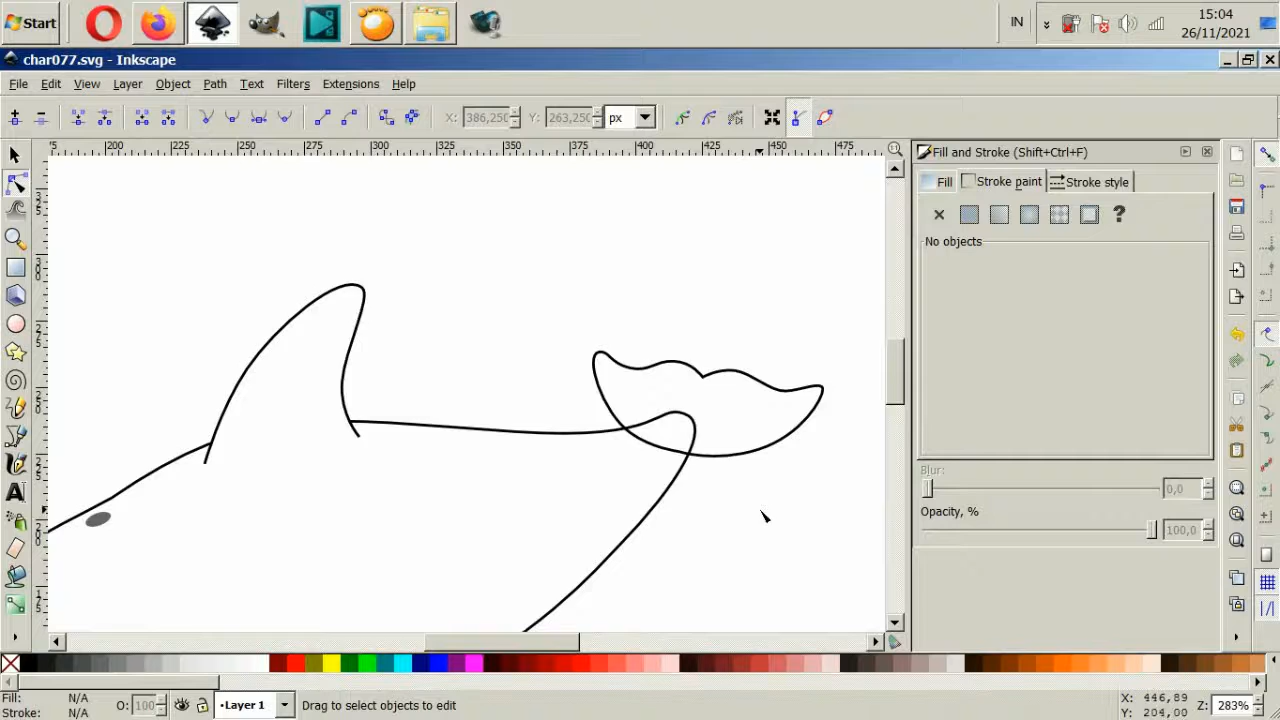 Start
IN
15:04
26/11/2021
char077.svg - Inkscape
File Edit View Layer Object Path Text Filters Extensions Help
X: 386,250 Y: 263,250 px
Fill and Stroke (Shift+Ctrl+F)
200 225 250 275 300 325 350 375 400 425 450 475
Fill Stroke paint Stroke style
?
No objects
Blur:
0,0
Opacity, %
100,0
Fill: N/A
Stroke: N/A
O: 100
•Layer 1
Drag to select objects to edit
X: 446,89
Y: 204,00
Z: 283%